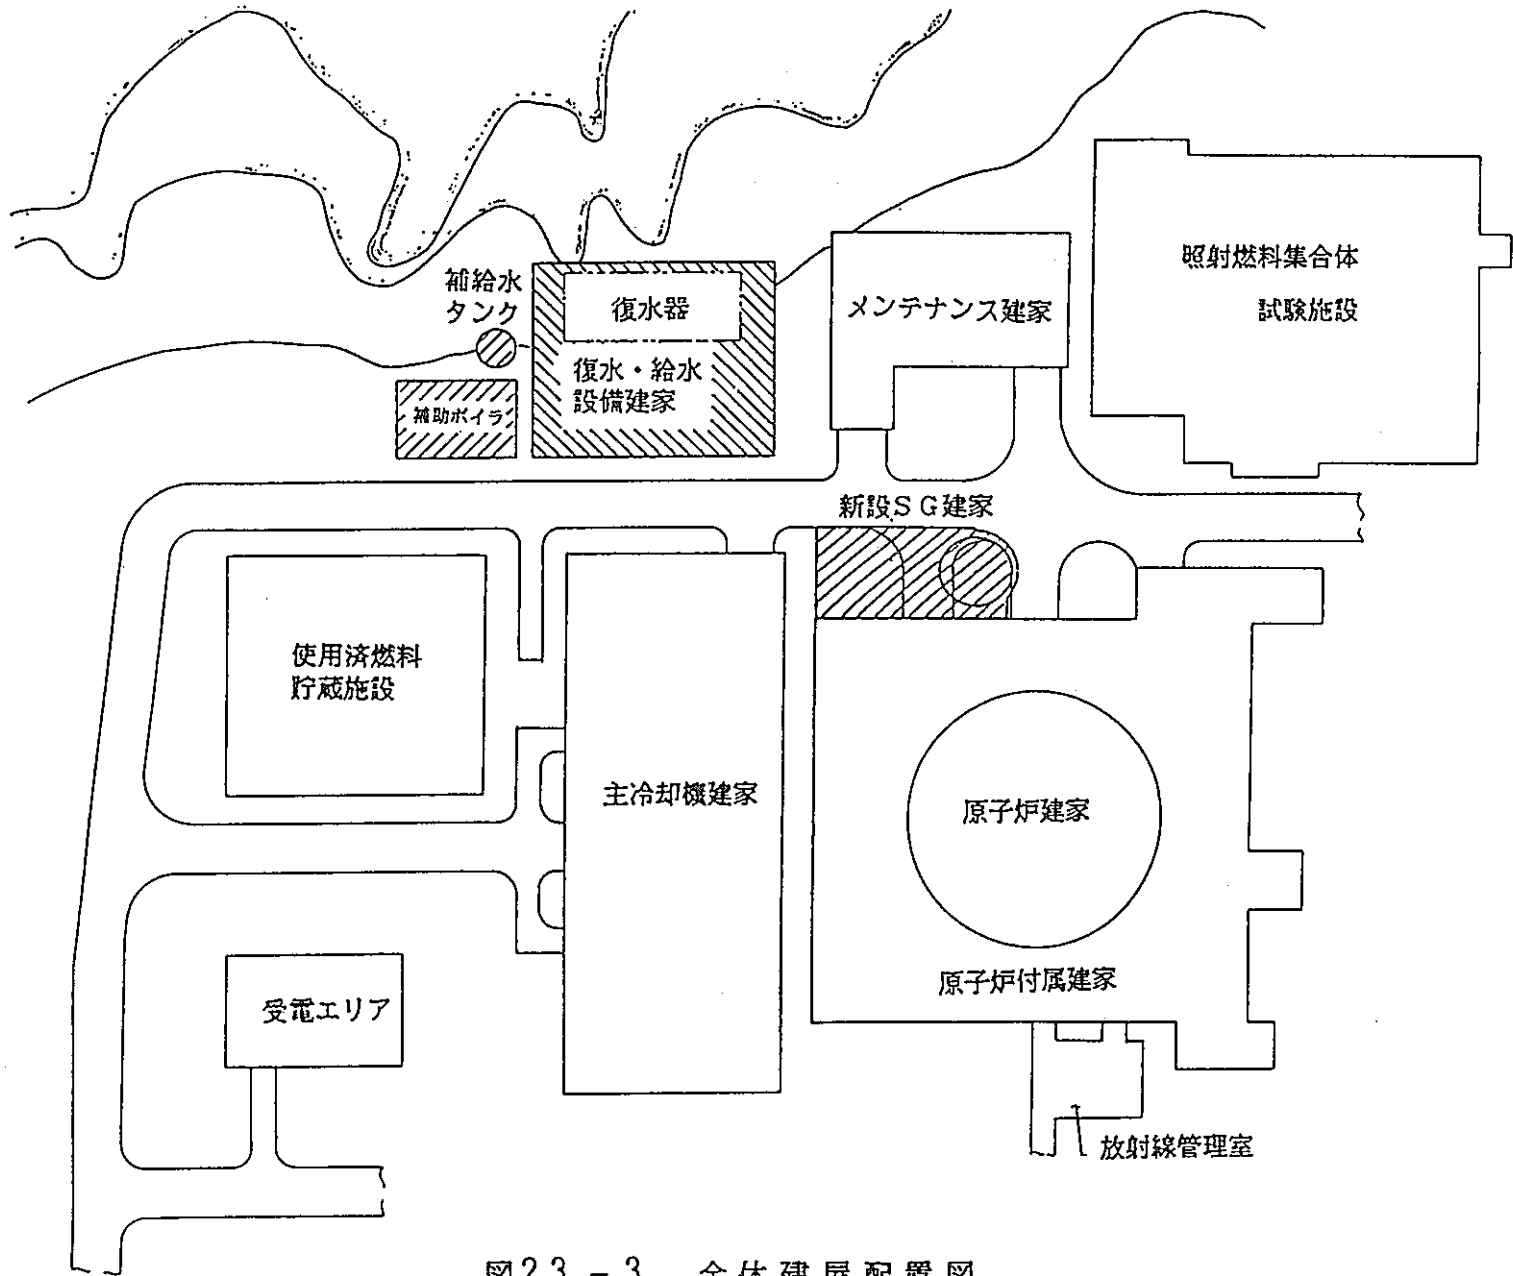 補給水
タンク
復水器
復水・給水
設備建家
補助ボイラ
メンテナンス建家
照射燃料集合体
試験施設
新設SG建家
使用済燃料
貯蔵施設
主冷却機建家
原子炉建家
原子炉付属建家
受電エリア
放射線管理室
図23-3 全体建屋配置図